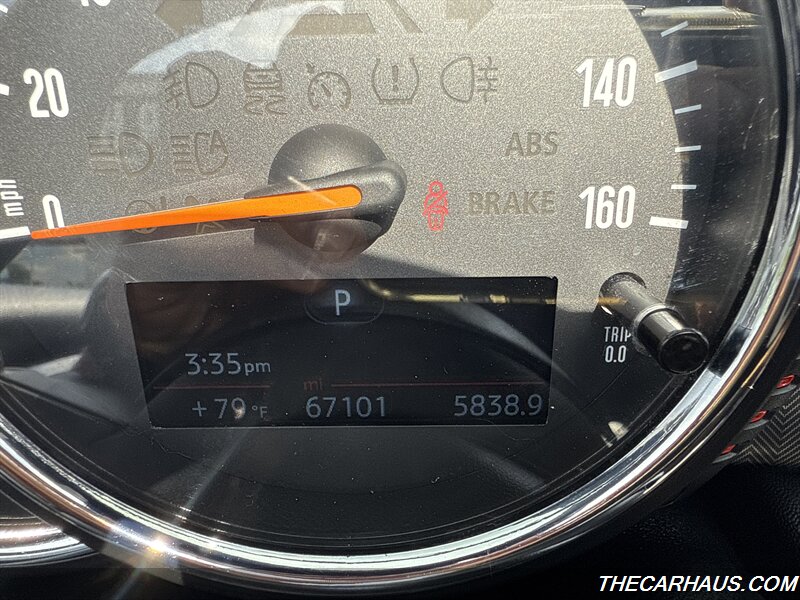 20
140
ABS
mph
0
BRAKE
160
P
TRIP
0.0
3:35pm
mi
+79 °F 67101 5838.9
THECARHAUS.COM